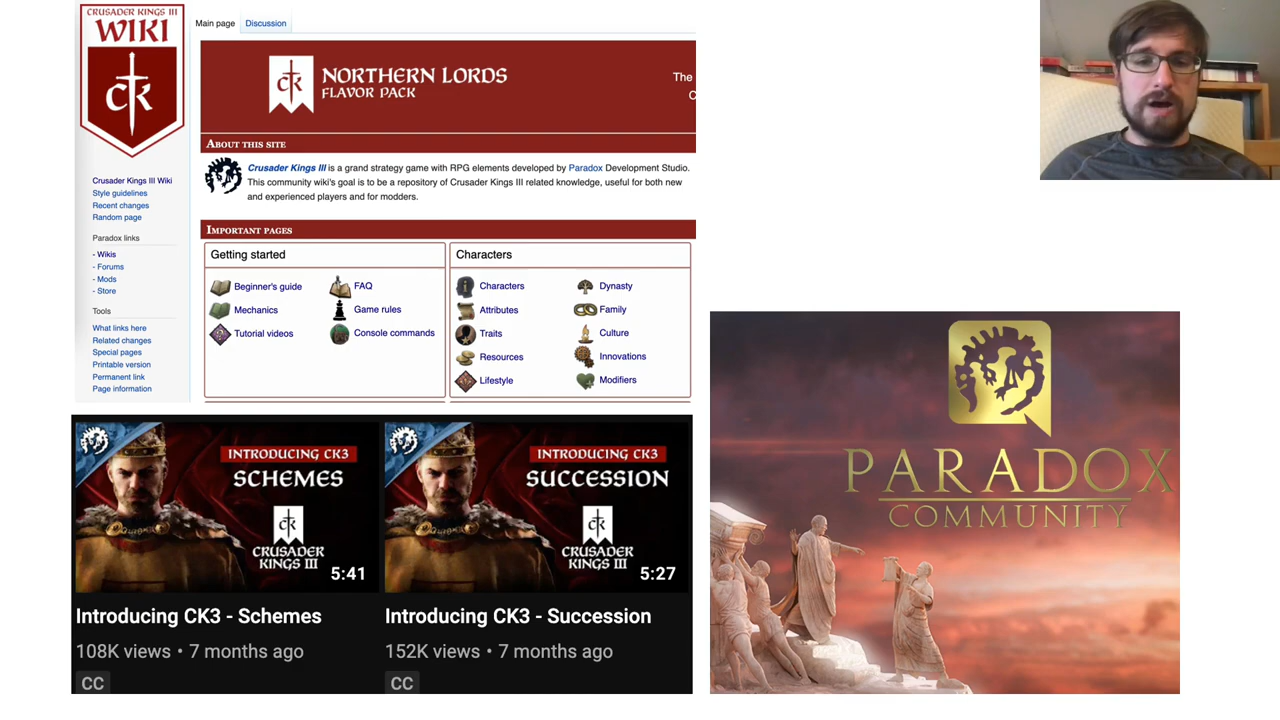 CRUSADER KINGS III
WIKI
CK
Main page
Discussion
CK
NORTHERN LORDS
FLAVOR PACK
The
C
ABOUT THIS SITE
Crusader Kings III is a grand strategy game with RPG elements developed by Paradox Development Studio.
This community wiki's goal is to be a repository of Crusader Kings III related knowledge, useful for both new
and experienced players and for modders.
IMPORTANT PAGES
Crusader Kings III Wiki
Style guidelines
Recent changes
Random page
Paradox links
- Wikis
- Forums
- Mods
- Store
Tools
What links here
Related changes
Special pages
Printable version
Permanent link
Page information
Getting started
Beginner's guide
FAQ
Mechanics
Game rules
Tutorial videos
Console commands
Characters
Characters
Dynasty
Attributes
Family
Traits
Culture
Resources
Innovations
Lifestyle
Modifiers
INTRODUCING CK3
SCHEMES
CK
CRUSADER
KINGS III
5:41
Introducing CK3 - Schemes
108K views • 7 months ago
CC
INTRODUCING CK3
SUCCESSION
CK
CRUSADER
KINGS III
5:27
Introducing CK3 - Succession
152K views • 7 months ago
CC
PARADOX
COMMUNITY